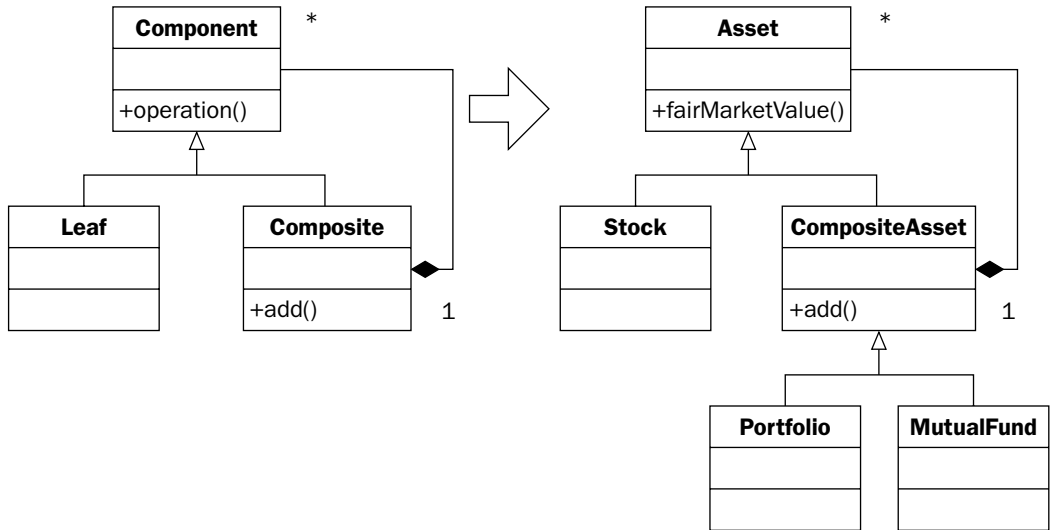 Component
*
+operation()
Leaf
Composite
+add()
1
Asset
*
+fairMarketValue()
Stock
CompositeAsset
+add()
1
Portfolio
MutualFund